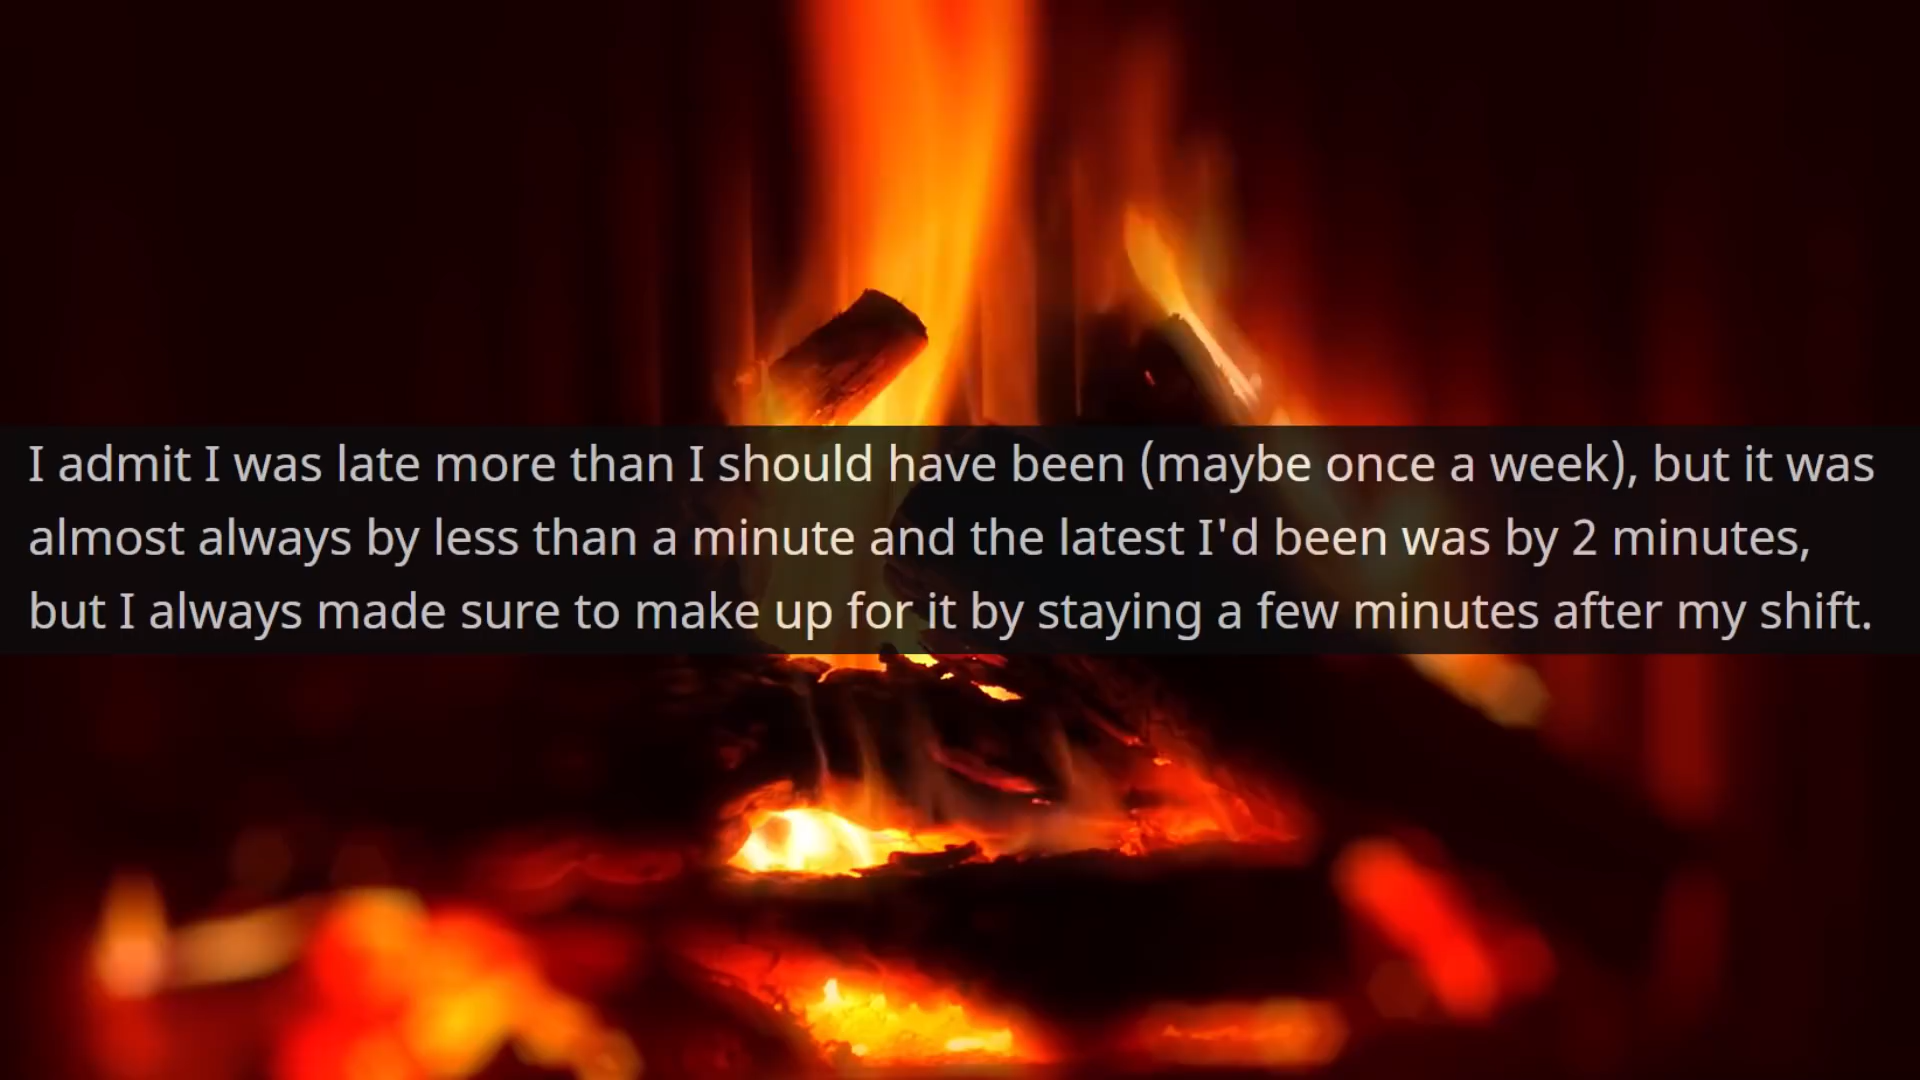 I admit I was late more than I should have been (maybe once a week), but it was
almost always by less than a minute and the latest I'd been was by 2 minutes,
but I always made sure to make up for it by staying a few minutes after my shift.